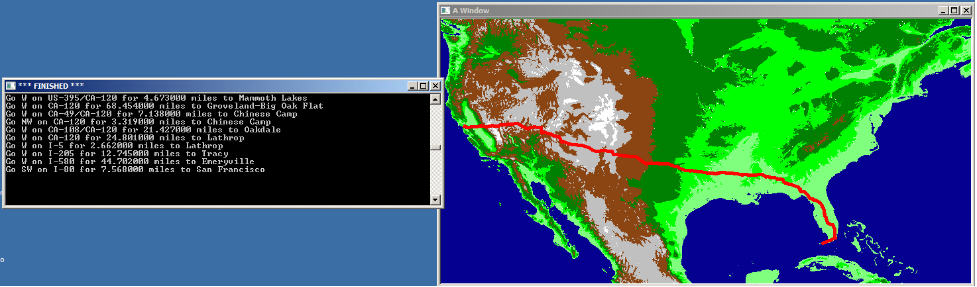 *** FINISHED ***
Go W on US-395/CA-120 for 4.673000 miles to Mammoth Lakes
Go W on CA-120 for 68.454000 miles to Groveland-Big Oak Flat
Go W on CA-49/CA-120 for 7.138000 miles to Chinese Camp
Go NW on CA-120 for 3.319000 miles to Chinese Camp
Go W on CA-108/CA-120 for 21.427000 miles to Oakdale
Go W on CA-120 for 24.801000 miles to Lathrop
Go W on I-5 for 2.662000 miles to Lathrop
Go W on I-205 for 12.745000 miles to Tracy
Go W on I-580 for 44.702000 miles to Emeryville
Go SW on I-80 for 7.568000 miles to San Francisco
A Window